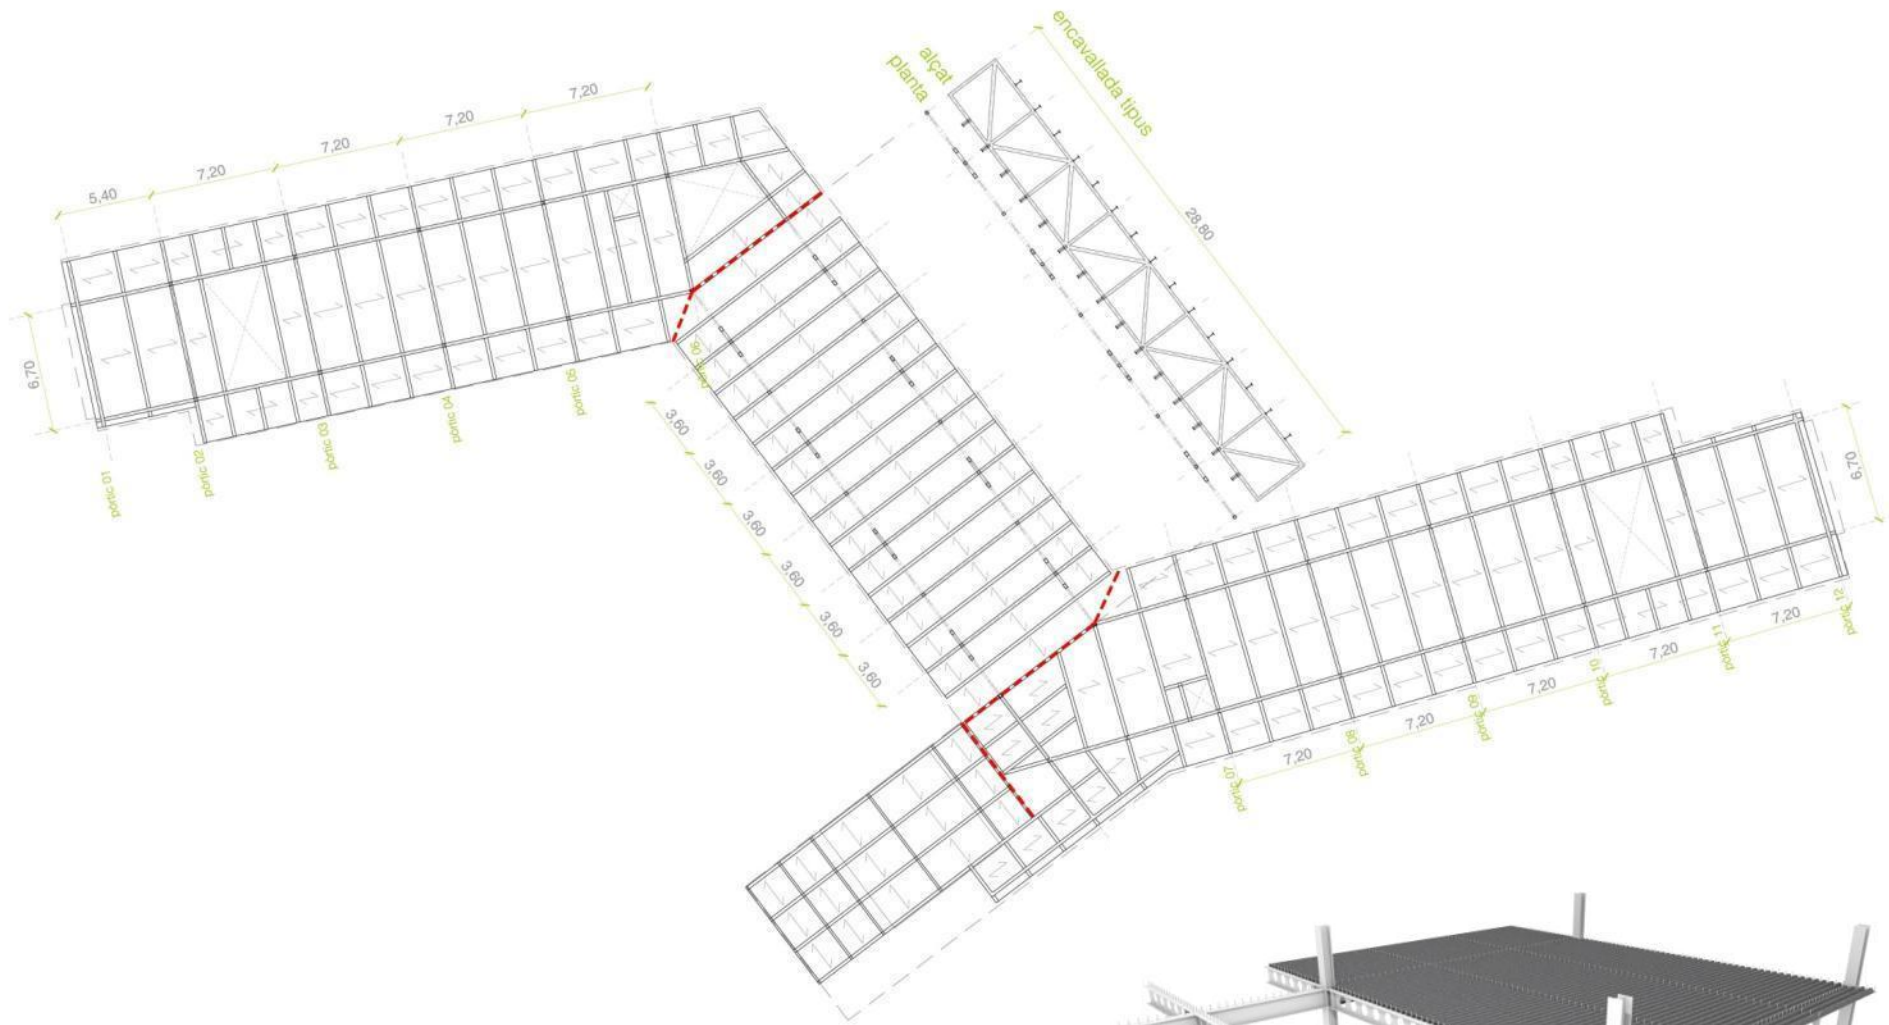 encavallada tipus
alçat
planta
28,80
5,40
7,20
7,20
7,20
7,20
6,70
pòrtic 01
pòrtic 02
pòrtic 03
pòrtic 04
pòrtic 05
pòrtic 06
3,60
3,60
3,60
3,60
3,60
3,60
6,70
7,20
7,20
7,20
7,20
7,20
pòrtic 07
pòrtic 08
pòrtic 09
pòrtic 10
pòrtic 11
pòrtic 12